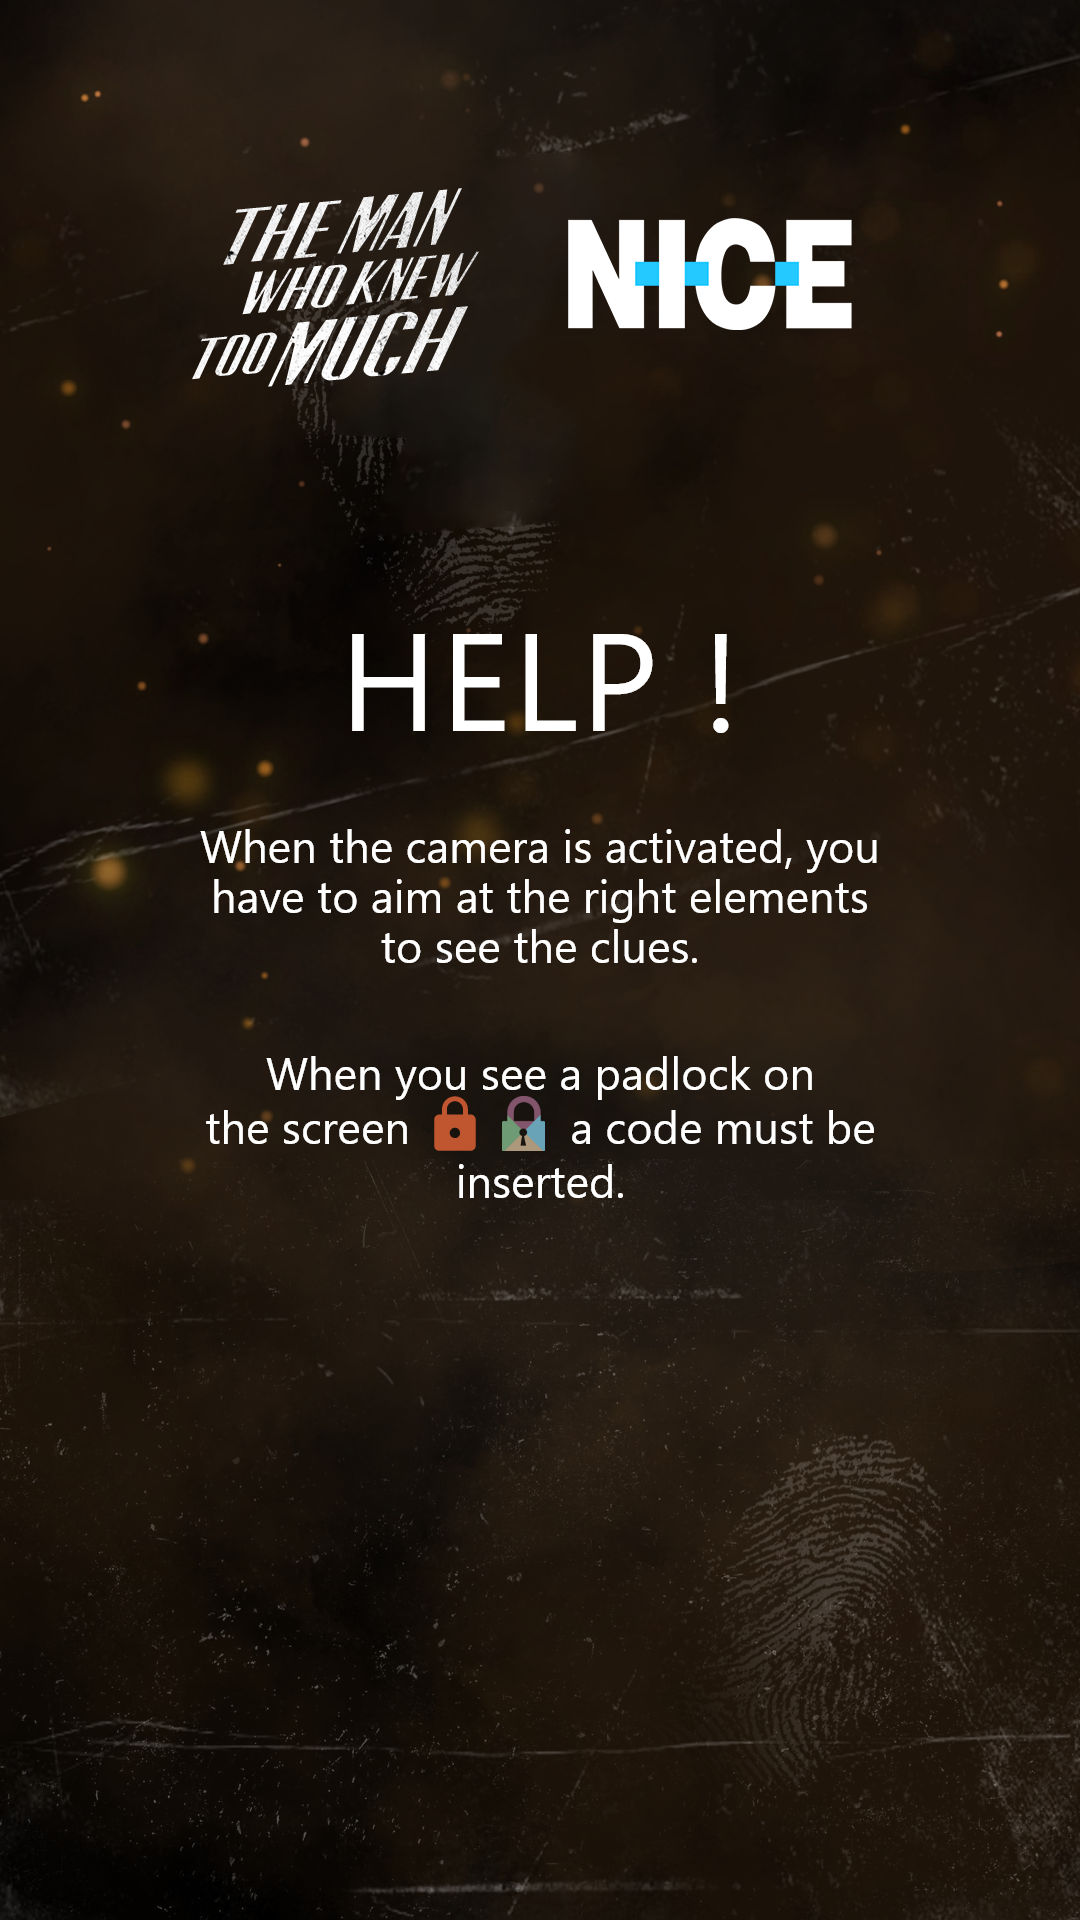 THE MAN
WHO KNEW
TOO MUCH
NICE
HELP !
When the camera is activated, you
have to aim at the right elements
to see the clues.
When you see a padlock on
the screen a code must be
inserted.